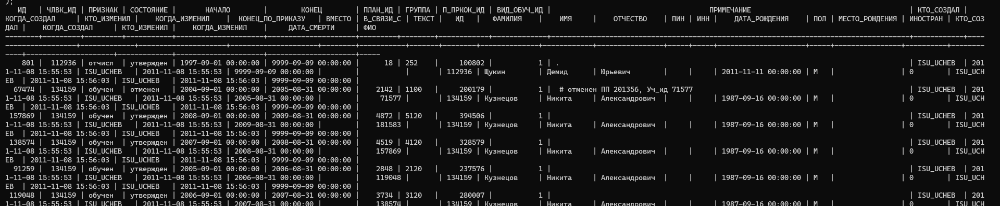 );
ИД | ЧЛВК_ИД | ПРИЗНАК | СОСТОЯНИЕ | НАЧАЛО | КОНЕЦ | ПЛАН_ИД | ГРУППА | П_ПРКОК_ИД | ВИД_ОБУЧ_ИД | ПРИМЕЧАНИЕ | КТО_СОЗДАЛ |
КОГДА_СОЗДАЛ | КТО_ИЗМЕНИЛ | КОГДА_ИЗМЕНИЛ | КОНЕЦ_ПО_ПРИКАЗУ | ВМЕСТО | В_СВЯЗИ_С | ТЕКСТ | ИД | ФАМИЛИЯ | ИМЯ | ОТЧЕСТВО | ПИН | ИНН | ДАТА_РОЖДЕНИЯ | ПОЛ | МЕСТО_РОЖДЕНИЯ | ИНОСТРАН | КТО_СОЗ
ДАЛ | КОГДА_СОЗДАЛ | КТО_ИЗМЕНИЛ | КОГДА_ИЗМЕНИЛ | ДАТА_СМЕРТИ | ФИО
801 | 112936 | отчисл | утвержден | 1997-09-01 00:00:00 | 9999-09-09 00:00:00 | 18 | 252 | 100802 | 1 | . | ISU_UCHEB | 201
1-11-08 15:55:53 | ISU_UCHEB | 2011-11-08 15:55:53 | 9999-09-09 00:00:00 | | | | 112936 | Щукин | Демид | Юрьевич | | | 2011-11-11 00:00:00 | М | | 0 | ISU_UCH
EB | 2011-11-08 15:56:03 | ISU_UCHEB | 2011-11-08 15:56:03 | 9999-09-09 00:00:00 |
67474 | 134159 | обучен | отменен | 2004-09-01 00:00:00 | 2005-08-31 00:00:00 | 2142 | 1100 | 200179 | 1 | # отменен ПП 201356, Уч_ид 71577 | ISU_UCHEB | 201
1-11-08 15:55:53 | ISU_UCHEB | 2011-11-08 15:55:53 | 2005-08-31 00:00:00 | | 71577 | | 134159 | Кузнецов | Никита | Александрович | | | 1987-09-16 00:00:00 | М | | 0 | ISU_UCH
EB | 2011-11-08 15:56:03 | ISU_UCHEB | 2011-11-08 15:56:03 | 9999-09-09 00:00:00 |
157869 | 134159 | обучен | утвержден | 2008-09-01 00:00:00 | 2009-08-31 00:00:00 | 4872 | 5120 | 394506 | 1 | | ISU_UCHEB | 201
1-11-08 15:55:53 | ISU_UCHEB | 2011-11-08 15:55:53 | 2009-08-31 00:00:00 | | 181583 | | 134159 | Кузнецов | Никита | Александрович | | | 1987-09-16 00:00:00 | М | | 0 | ISU_UCH
EB | 2011-11-08 15:56:03 | ISU_UCHEB | 2011-11-08 15:56:03 | 9999-09-09 00:00:00 |
138574 | 134159 | обучен | утвержден | 2007-09-01 00:00:00 | 2008-08-31 00:00:00 | 4519 | 4120 | 328579 | 1 | | ISU_UCHEB | 201
1-11-08 15:55:53 | ISU_UCHEB | 2011-11-08 15:55:53 | 2008-08-31 00:00:00 | | 157869 | | 134159 | Кузнецов | Никита | Александрович | | | 1987-09-16 00:00:00 | М | | 0 | ISU_UCH
EB | 2011-11-08 15:56:03 | ISU_UCHEB | 2011-11-08 15:56:03 | 9999-09-09 00:00:00 |
91259 | 134159 | обучен | утвержден | 2005-09-01 00:00:00 | 2006-08-31 00:00:00 | 2848 | 2120 | 237576 | 1 | | ISU_UCHEB | 201
1-11-08 15:55:53 | ISU_UCHEB | 2011-11-08 15:55:53 | 2006-08-31 00:00:00 | | 119048 | | 134159 | Кузнецов | Никита | Александрович | | | 1987-09-16 00:00:00 | М | | 0 | ISU_UCH
EB | 2011-11-08 15:56:03 | ISU_UCHEB | 2011-11-08 15:56:03 | 9999-09-09 00:00:00 |
119048 | 134159 | обучен | утвержден | 2006-09-01 00:00:00 | 2007-08-31 00:00:00 | 3734 | 3120 | 280007 | 1 | | ISU_UCHEB | 201
1-11-08 15:55:53 | ISU_UCHEB | 2011-11-08 15:55:53 | 2007-08-31 00:00:00 | | 138574 | | 134159 | Кузнецов | Никита | Александрович | | | 1987-09-16 00:00:00 | М | | 0 | ISU_UCH